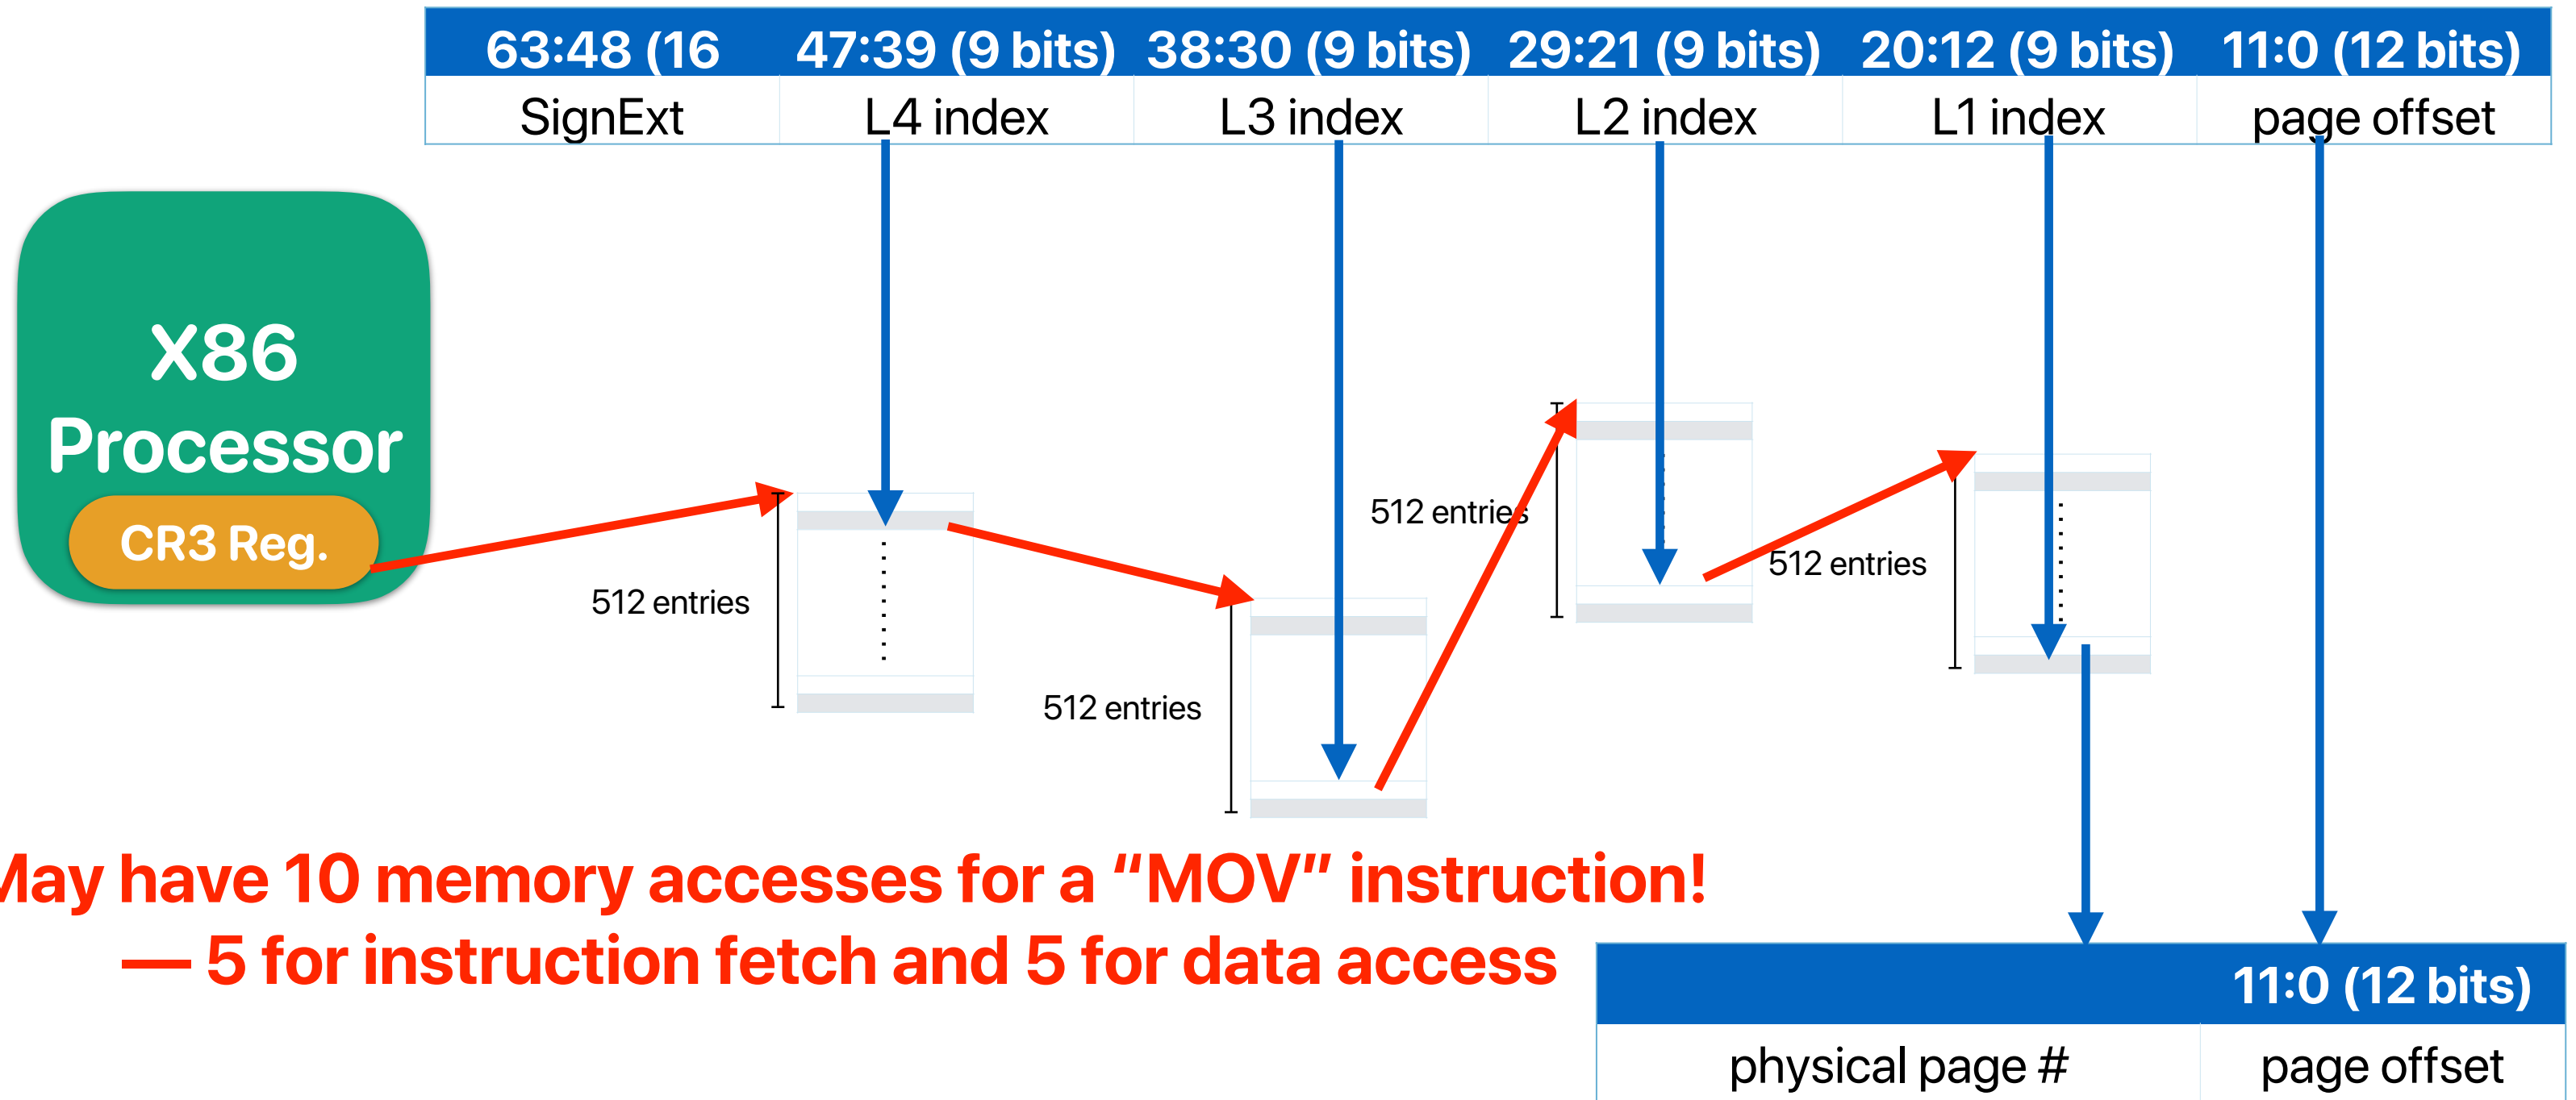 63:48 (16 47:39 (9 bits) 38:30 (9 bits) 29:21 (9 bits) 20:12 (9 bits) 11:0 (12 bits)
SignExt L4 index L3 index L2 index L1 index page offset
X86
Processor
CR3 Reg.
512 entries
512 entries
512 entries
512 entries
May have 10 memory accesses for a “MOV” instruction!
— 5 for instruction fetch and 5 for data access
11:0 (12 bits)
physical page # page offset